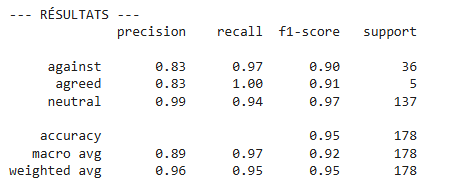 --- RÉSULTATS ---
precision recall f1-score support
against 0.83 0.97 0.90 36
agreed 0.83 1.00 0.91 5
neutral 0.99 0.94 0.97 137
accuracy 0.95 178
macro avg 0.89 0.97 0.92 178
weighted avg 0.96 0.95 0.95 178